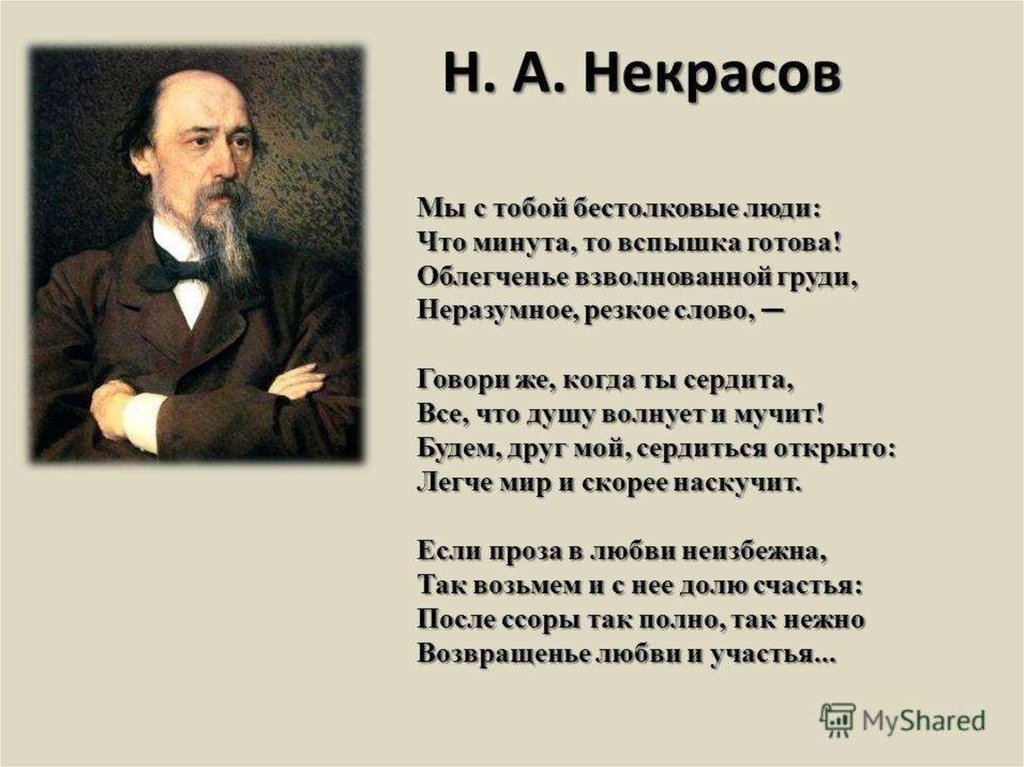 Н. А. Некрасов
Мы с тобой бестолковые люди:
Что минута, то вспышка готова!
Облегченье взволнованной груди,
Неразумное, резкое слово, —
Говори же, когда ты сердита,
Все, что душу волнует и мучит!
Будем, друг мой, сердиться открыто:
Легче мир и скорее наскучит.
Если проза в любви неизбежна,
Так возьмем и с нее долю счастья:
После ссоры так полно, так нежно
Возвращенье любви и участья...
MyShared